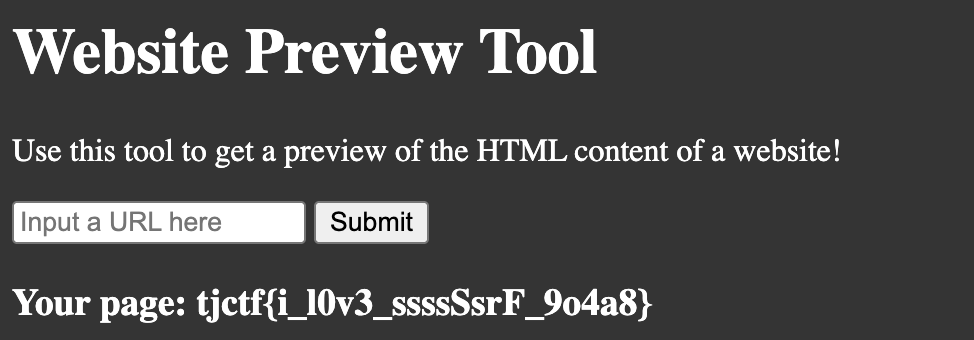 Website Preview Tool
Use this tool to get a preview of the HTML content of a website!
Input a URL here Submit
Your page: tjctf{i_l0v3_ssssSsrF_9o4a8}